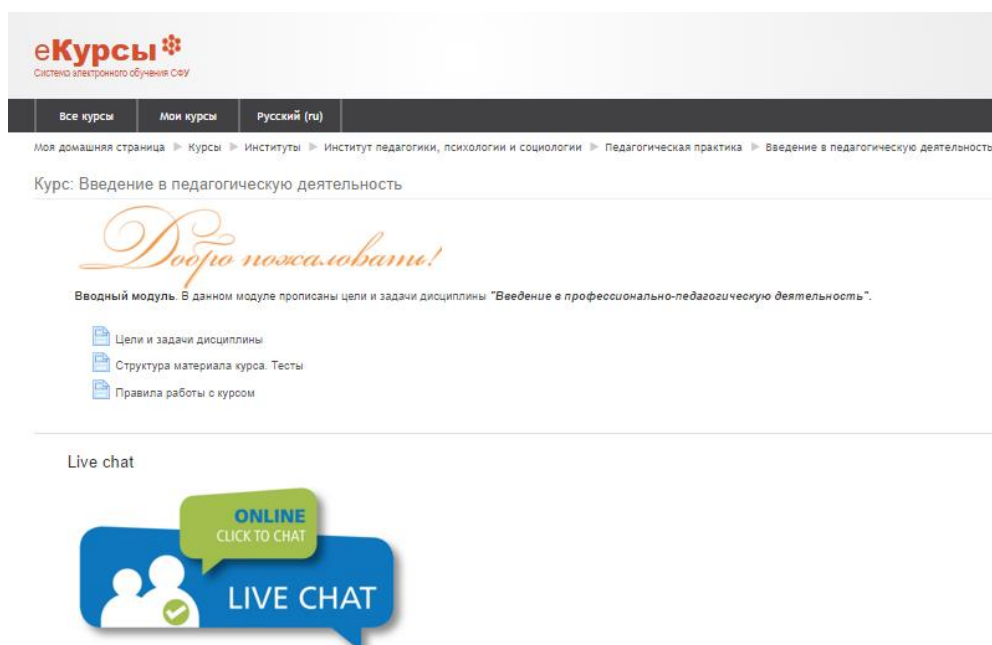 еКурсы
Система электронного обучения СФУ
Все курсы Мои курсы Русский (ru)
Моя домашняя страница ▶ Курсы ▶ Институты ▶ Институт педагогики, психологии и социологии ▶ Педагогическая практика ▶ Введение в педагогическую деятельность
Курс: Введение в педагогическую деятельность
Добро пожаловать!
Вводный модуль. В данном модуле прописаны цели и задачи дисциплины "Введение в профессионально-педагогическую деятельность".
Цели и задачи дисциплины
Структура материала курса. Тесты
Правила работы с курсом
Live chat
ONLINE
CLICK TO CHAT
LIVE CHAT